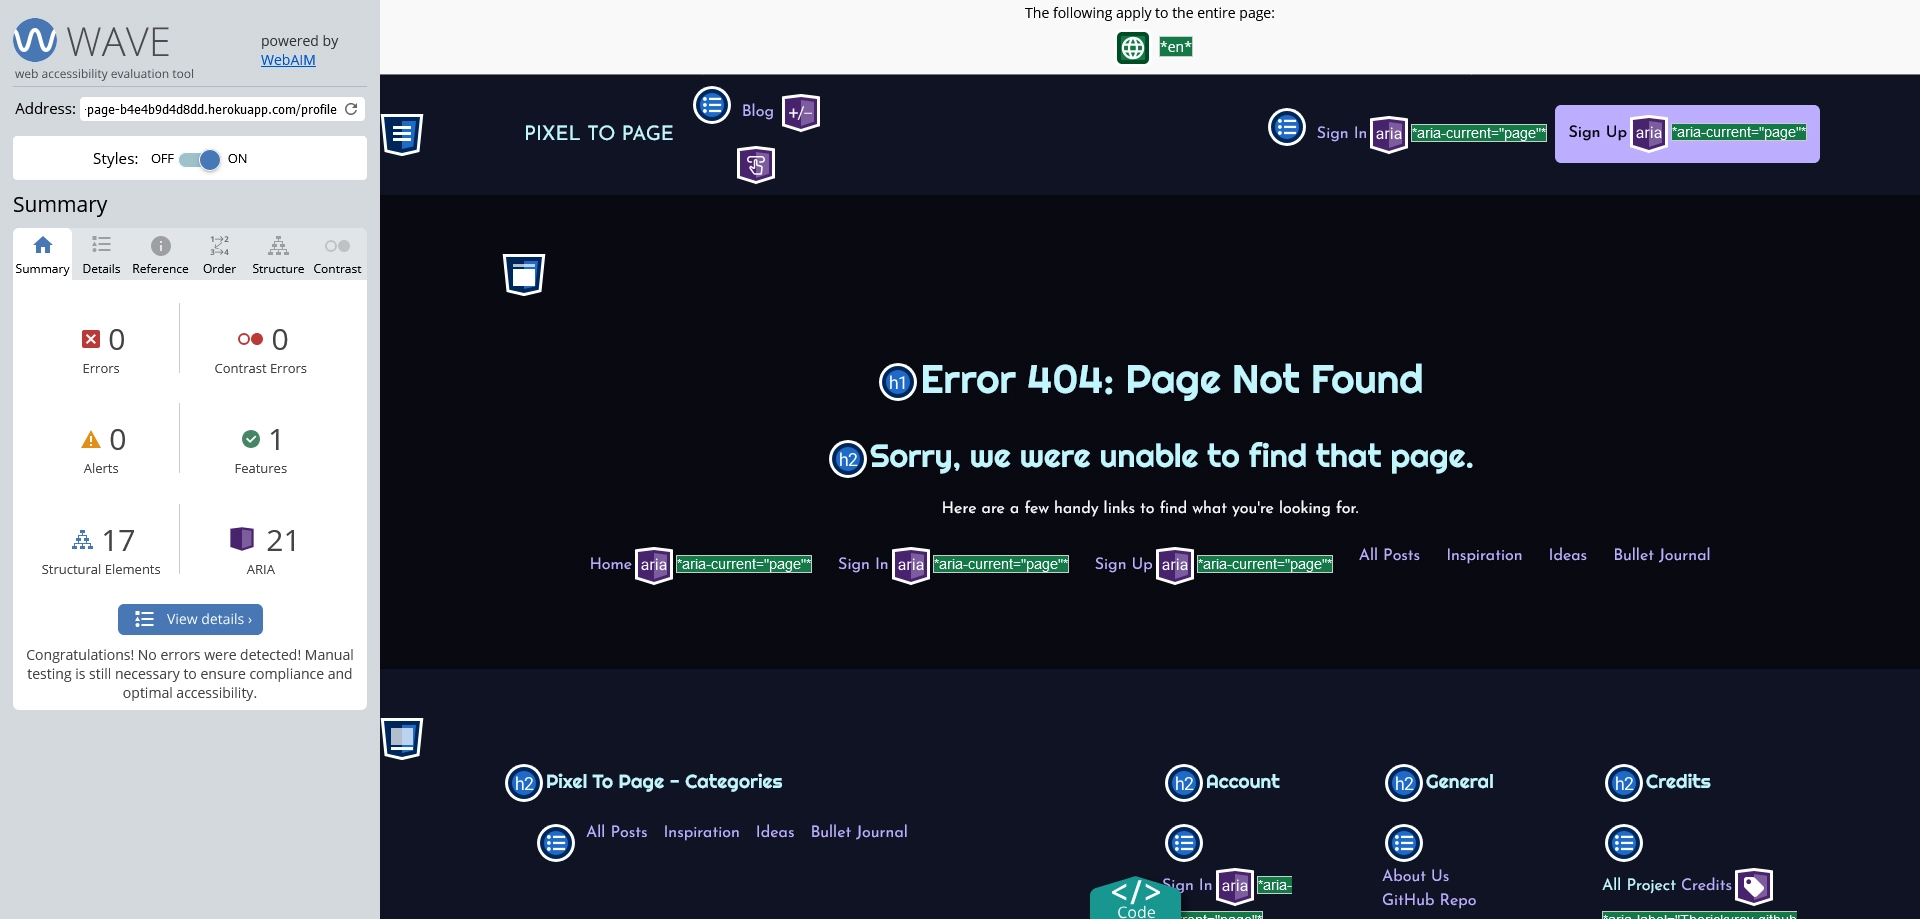 WAVE
powered by
WebAIM
web accessibility evaluation tool
Address: page-b4e4b9d4d8dd.herokuapp.com/profile
Styles: OFF ON
Summary
Summary Details Reference Order Structure Contrast
0 0
Errors Contrast Errors
0 1
Alerts Features
17 21
Structural Elements ARIA
View details ›
Congratulations! No errors were detected! Manual
testing is still necessary to ensure compliance and
optimal accessibility.
The following apply to the entire page:
*en*
PIXEL TO PAGE Blog +/- Sign In aria *aria-current="page"* Sign Up aria *aria-current="page"*
h1 Error 404: Page Not Found
h2 Sorry, we were unable to find that page.
Here are a few handy links to find what you're looking for.
Home aria *aria-current="page"* Sign In aria *aria-current="page"* Sign Up aria *aria-current="page"* All Posts Inspiration Ideas Bullet Journal
h2 Pixel To Page - Categories h2 Account h2 General h2 Credits
All Posts Inspiration Ideas Bullet Journal
Sign In aria *aria- About Us All Project Credits
GitHub Repo
</> Code